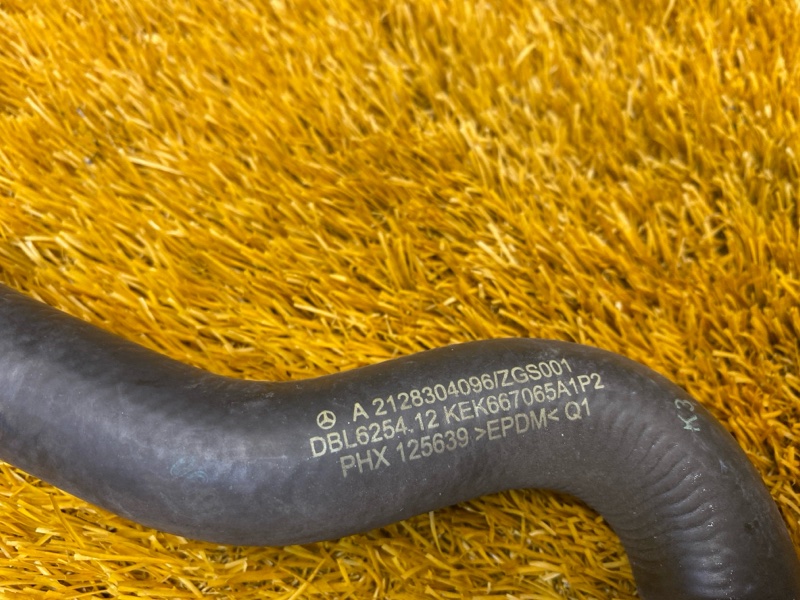 A 2128304096/ZGS001
DBL6254.12 KEK667065A1P2
PHX 125639 >EPDM< Q1
K3